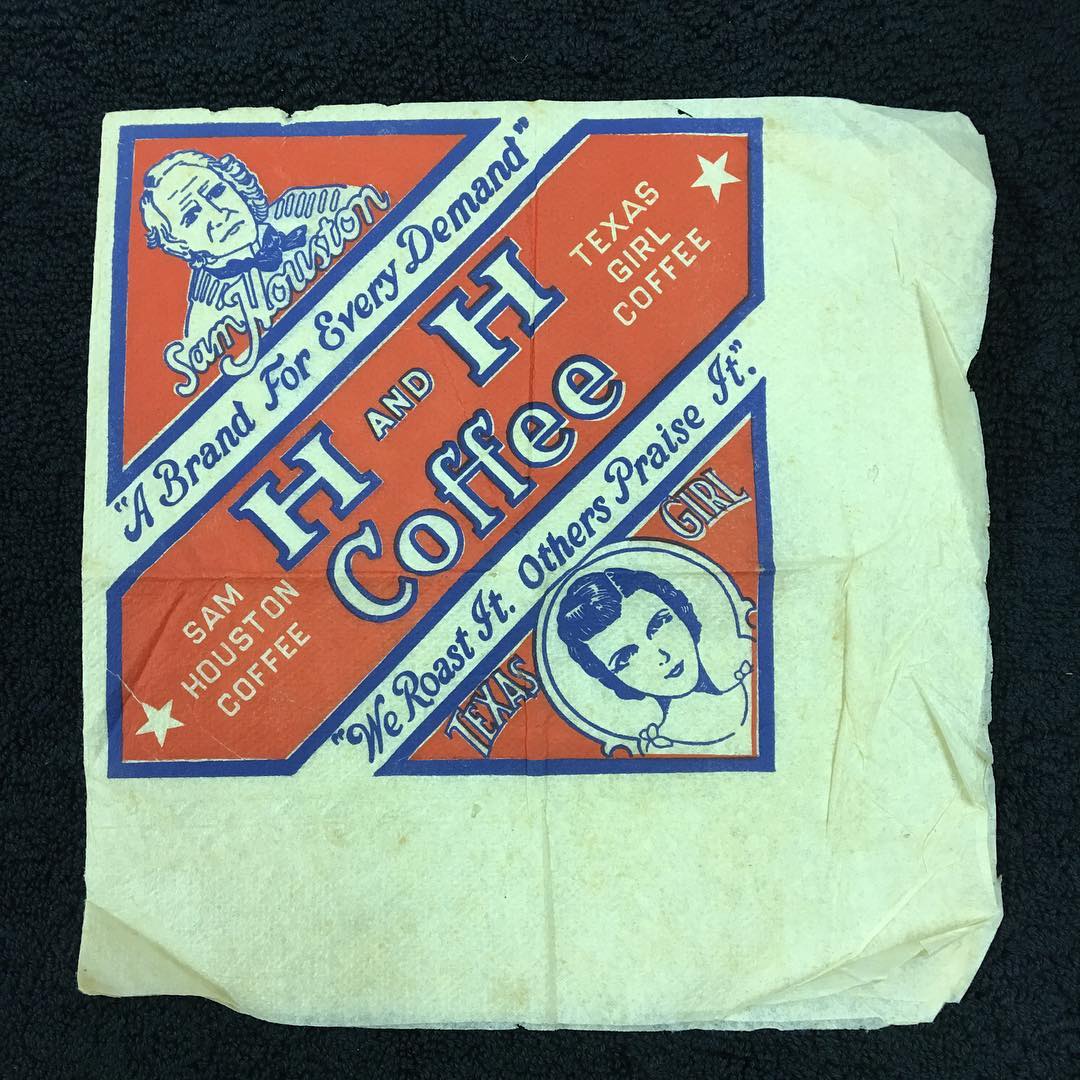 Sam Houston
"A Brand For Every Demand"
H AND H
Coffee
TEXAS
GIRL
COFFEE
SAM
HOUSTON
COFFEE
"We Roast It. Others Praise It."
TEXAS GIRL